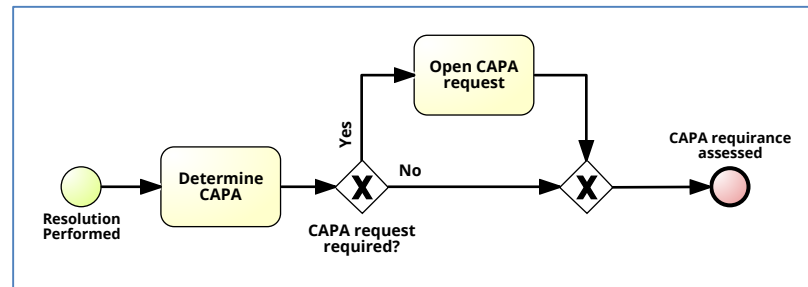 Resolution
Performed
Determine
CAPA
Yes
No
CAPA request
required?
Open CAPA
request
X
X
CAPA requirance
assessed